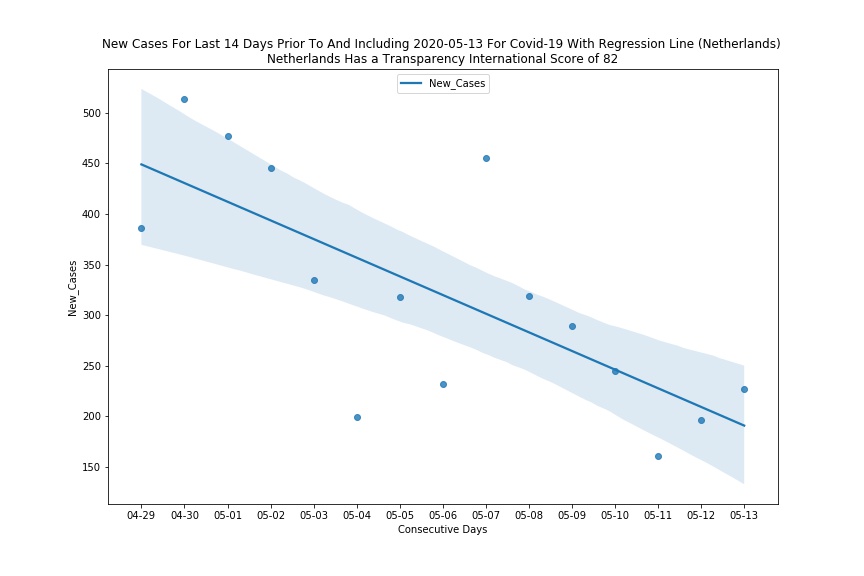 New Cases For Last 14 Days Prior To And Including 2020-05-13 For Covid-19 With Regression Line (Netherlands)
Netherlands Has a Transparency International Score of 82
New_Cases
500
450
400
350
300
250
200
150
New_Cases
04-29 04-30 05-01 05-02 05-03 05-04 05-05 05-06 05-07 05-08 05-09 05-10 05-11 05-12 05-13
Consecutive Days